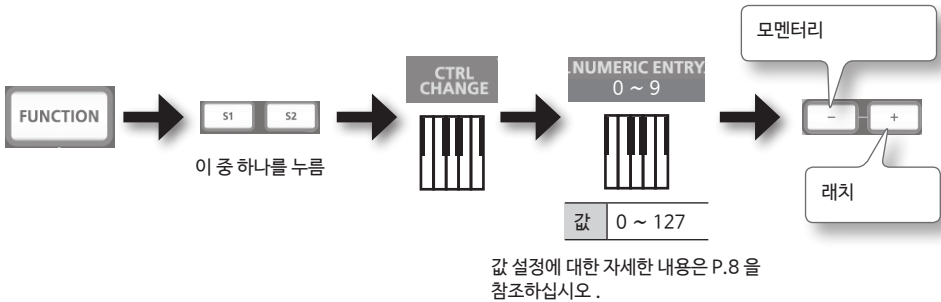 모멘터리
FUNCTION
S1 S2
이 중 하나를 누름
CTRL
CHANGE
NUMERIC ENTRY
0 ~ 9
값 0 ~ 127
값 설정에 대한 자세한 내용은 P.8 을
참조하십시오 .
- +
래치